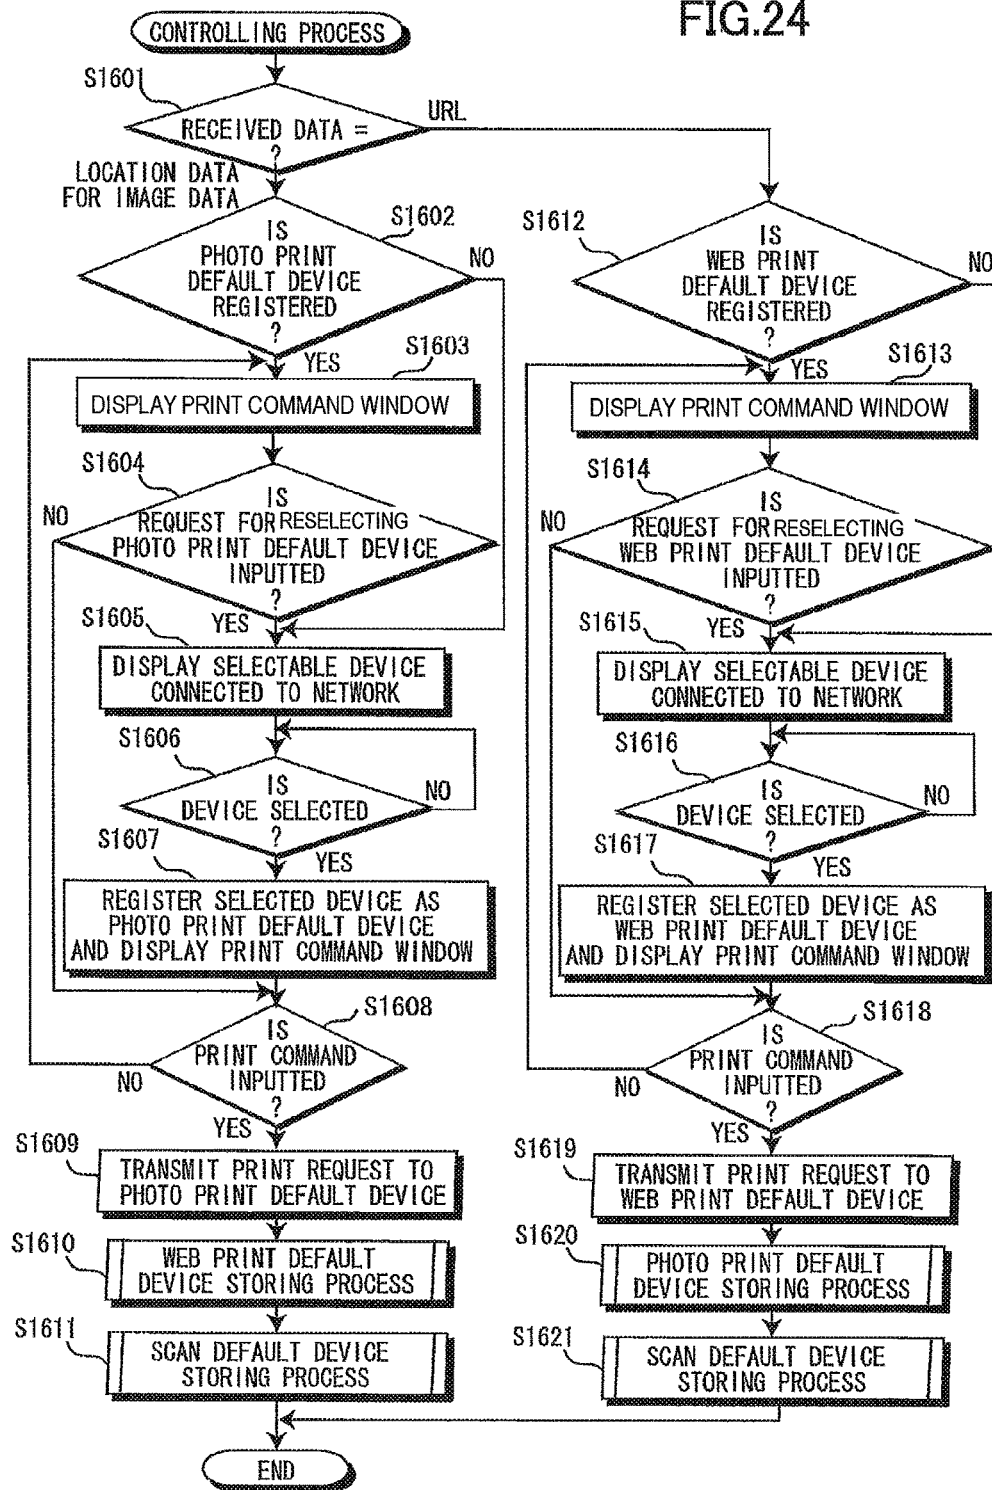 FIG.24
CONTROLLING PROCESS
S1601
RECEIVED DATA =
?
URL
LOCATION DATA
FOR IMAGE DATA
S1602
IS
PHOTO PRINT
DEFAULT DEVICE
REGISTERED
?
NO
YES
S1603
DISPLAY PRINT COMMAND WINDOW
S1604
IS
REQUEST FOR RESELECTING
PHOTO PRINT DEFAULT DEVICE
INPUTTED
?
NO
YES
S1605
DISPLAY SELECTABLE DEVICE
CONNECTED TO NETWORK
S1606
IS
DEVICE SELECTED
?
NO
YES
S1607
REGISTER SELECTED DEVICE AS
PHOTO PRINT DEFAULT DEVICE
AND DISPLAY PRINT COMMAND WINDOW
S1608
IS
PRINT COMMAND
INPUTTED
?
NO
YES
S1609
TRANSMIT PRINT REQUEST TO
PHOTO PRINT DEFAULT DEVICE
S1610
WEB PRINT DEFAULT
DEVICE STORING PROCESS
S1611
SCAN DEFAULT DEVICE
STORING PROCESS
END
S1612
IS
WEB PRINT
DEFAULT DEVICE
REGISTERED
?
NO
YES
S1613
DISPLAY PRINT COMMAND WINDOW
S1614
IS
REQUEST FOR RESELECTING
WEB PRINT DEFAULT DEVICE
INPUTTED
?
NO
YES
S1615
DISPLAY SELECTABLE DEVICE
CONNECTED TO NETWORK
S1616
IS
DEVICE SELECTED
?
NO
YES
S1617
REGISTER SELECTED DEVICE AS
WEB PRINT DEFAULT DEVICE
AND DISPLAY PRINT COMMAND WINDOW
S1618
IS
PRINT COMMAND
INPUTTED
?
NO
YES
S1619
TRANSMIT PRINT REQUEST TO
WEB PRINT DEFAULT DEVICE
S1620
PHOTO PRINT DEFAULT
DEVICE STORING PROCESS
S1621
SCAN DEFAULT DEVICE
STORING PROCESS